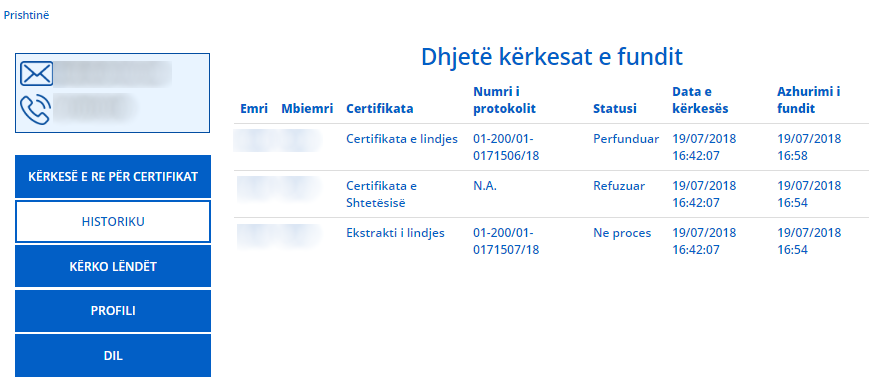 Prishtinë
KËRKESË E RE PËR CERTIFIKAT
HISTORIKU
KËRKO LËNDËT
PROFILI
DIL
Dhjetë kërkesat e fundit
Emri Mbiemri Certifikata Numri i protokolit Statusi Data e kërkesës Azhurimi i fundit
Certifikata e lindjes 01-200/01-0171506/18 Perfunduar 19/07/2018 16:42:07 19/07/2018 16:58
Certifikata e Shtetësisë N.A. Refuzuar 19/07/2018 16:42:07 19/07/2018 16:54
Ekstrakti i lindjes 01-200/01-0171507/18 Ne proces 19/07/2018 16:42:07 19/07/2018 16:54